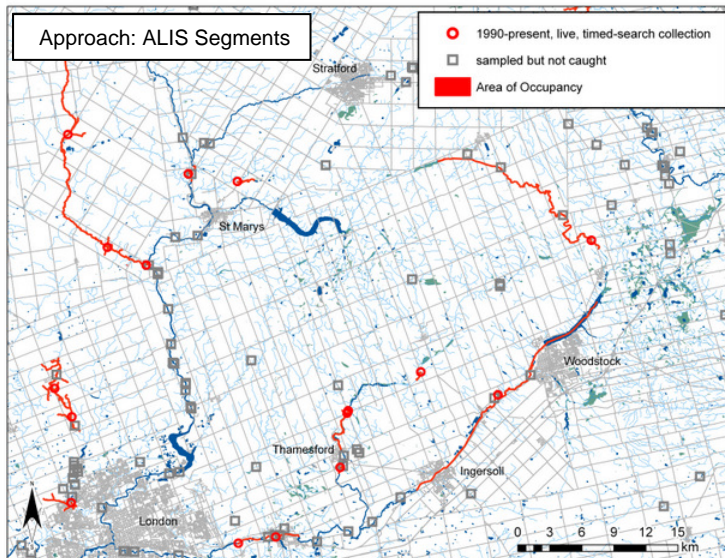 Approach: ALIS Segments
1990-present, live, timed-search collection
sampled but not caught
Area of Occupancy
Stratford
St Marys
Woodstock
Thamesford
Ingersoll
London
N
0 3 6 9 12 15
km